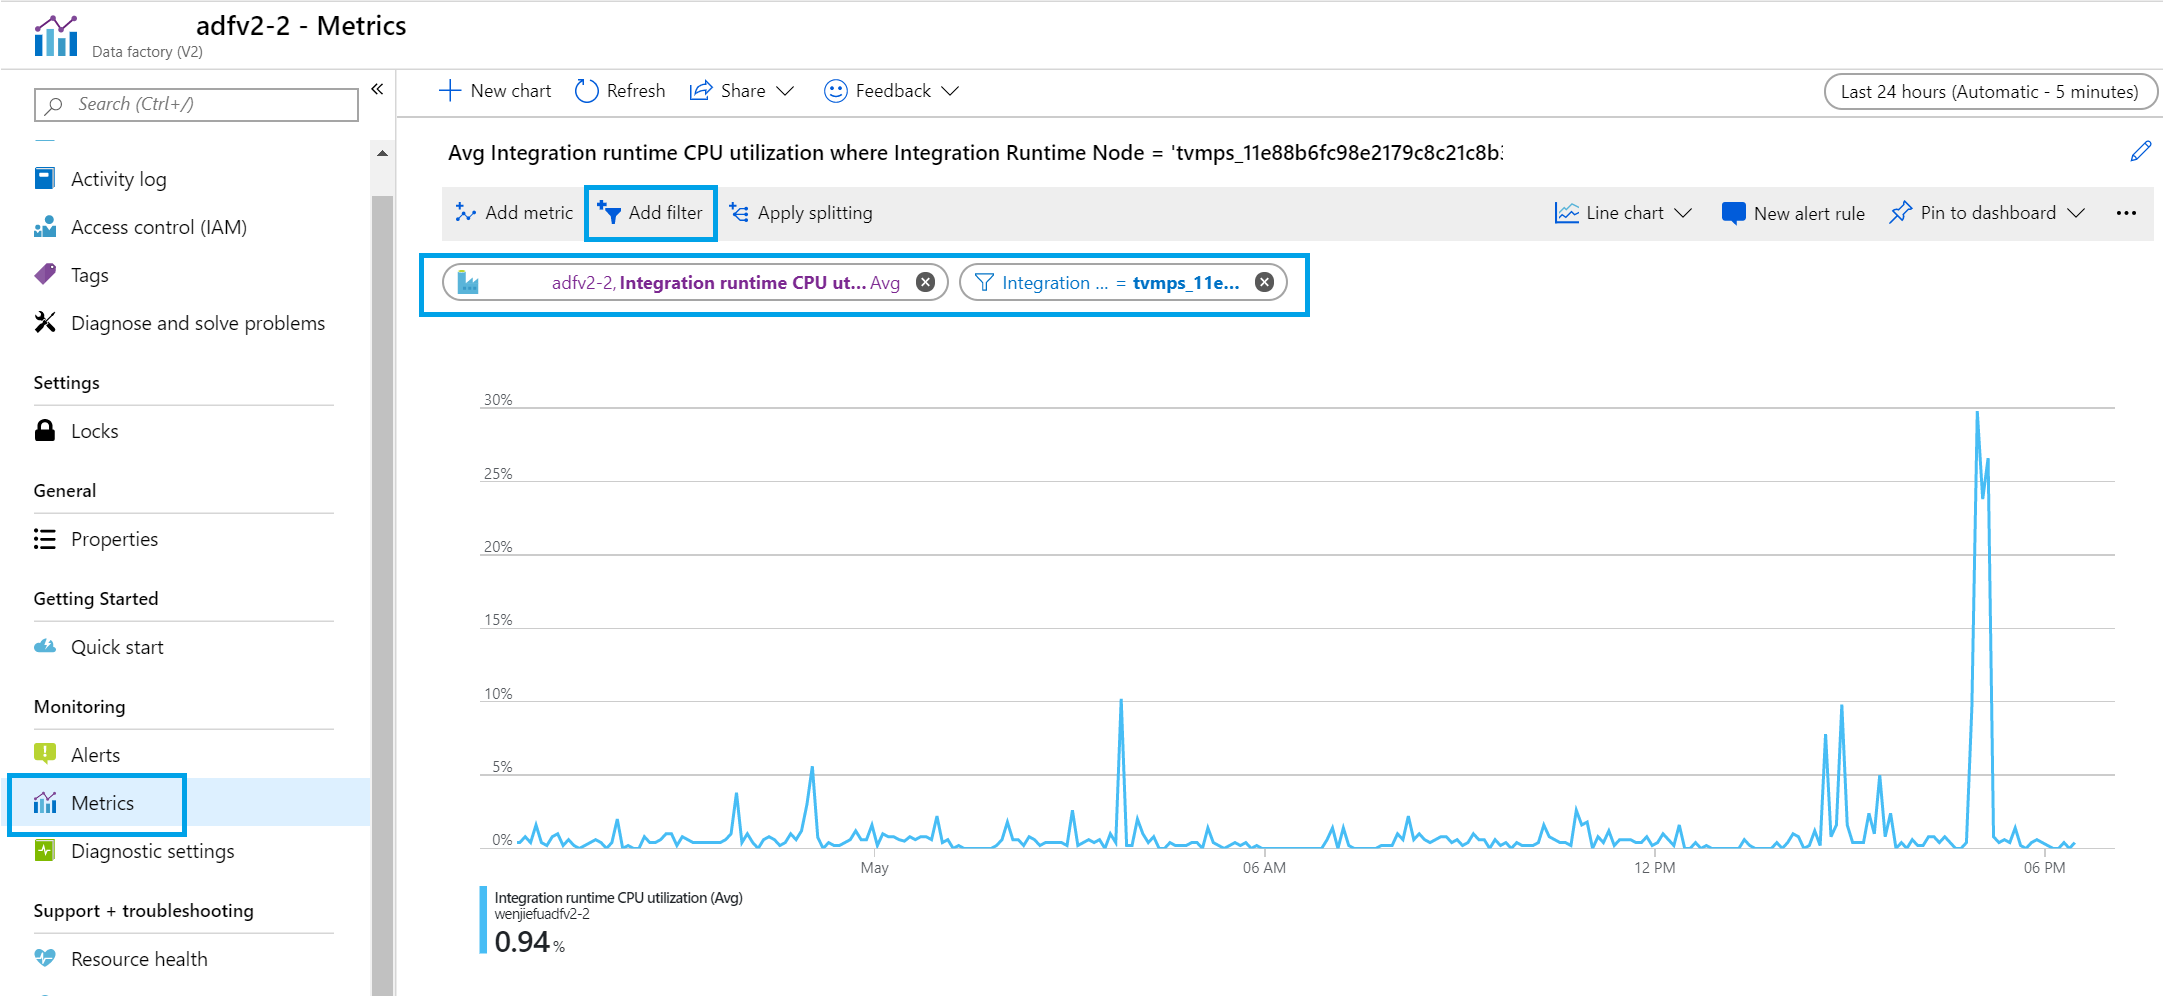 adfv2-2 - Metrics
Data factory (V2)
Search (Ctrl+/)
«
Activity log
Access control (IAM)
Tags
Diagnose and solve problems
Settings
Locks
General
Properties
Getting Started
Quick start
Monitoring
Alerts
Metrics
Diagnostic settings
Support + troubleshooting
Resource health
New chart Refresh Share Feedback Last 24 hours (Automatic - 5 minutes)
Avg Integration runtime CPU utilization where Integration Runtime Node = 'tvmps_11e88b6fc98e2179c8c21c8b
Add metric Add filter Apply splitting Line chart New alert rule Pin to dashboard ...
adfv2-2, Integration runtime CPU ut... Avg Integration ... = tvmps_11e...
30%
25%
20%
15%
10%
5%
0%
May 06 AM 12 PM 06 PM
Integration runtime CPU utilization (Avg)
wenjiefuadfv2-2
0.94 %